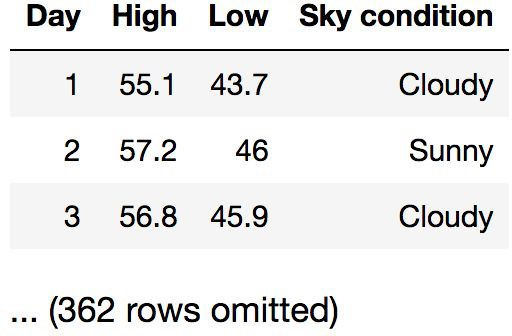 Day High Low Sky condition
1 55.1 43.7 Cloudy
2 57.2 46 Sunny
3 56.8 45.9 Cloudy
... (362 rows omitted)